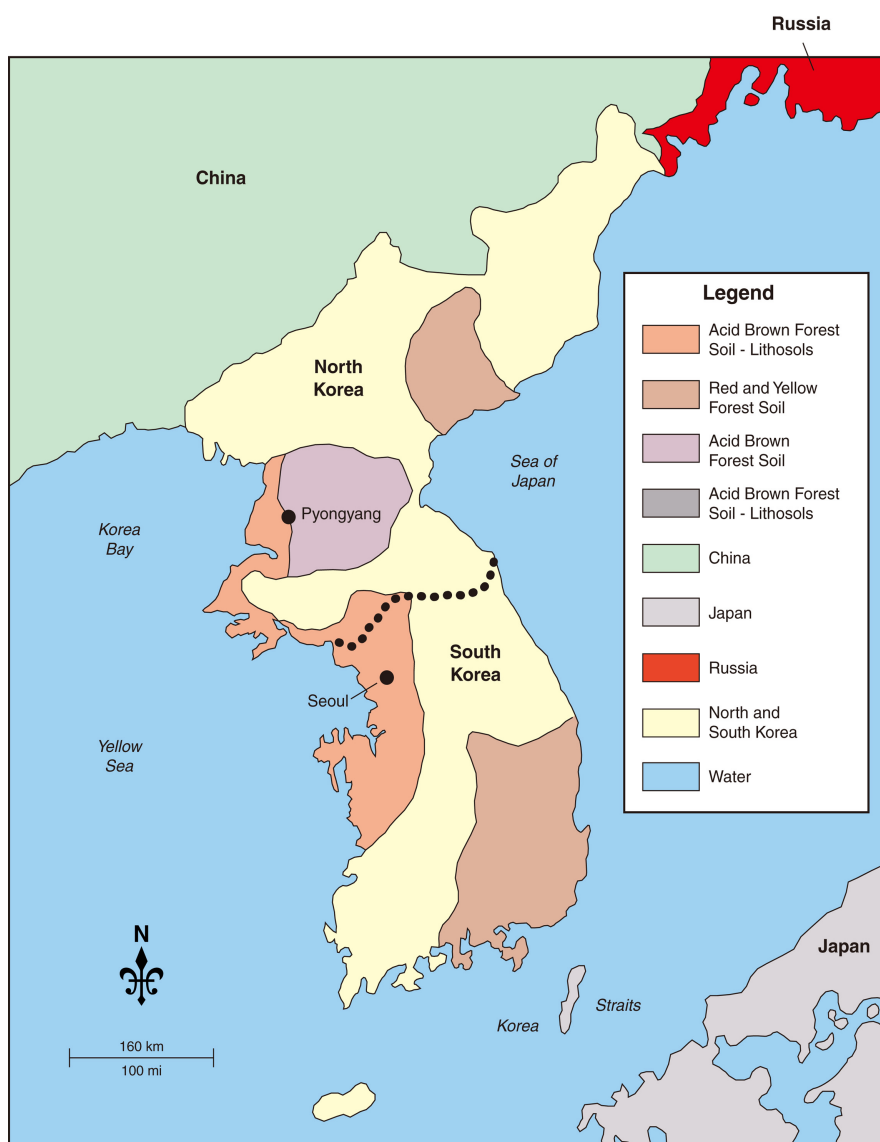 Russia
China
North
Korea
Sea of
Japan
Pyongyang
Korea
Bay
South
Korea
Seoul
Yellow
Sea
N
160 km
100 mi
Korea
Straits
Japan
Legend
Acid Brown Forest
Soil - Lithosols
Red and Yellow
Forest Soil
Acid Brown
Forest Soil
Acid Brown Forest
Soil - Lithosols
China
Japan
Russia
North and
South Korea
Water